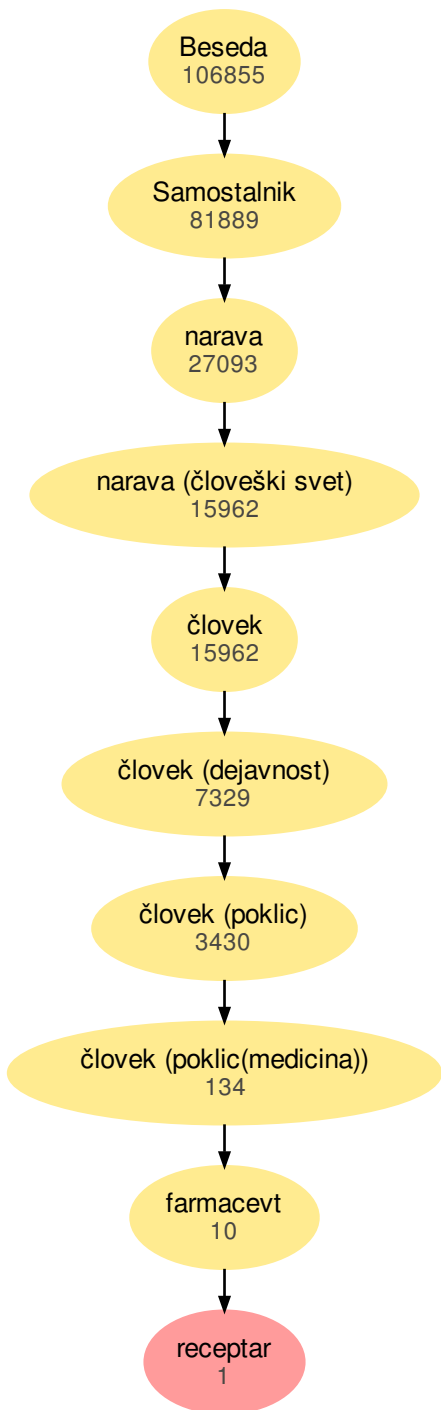 Beseda
106855
Samostalnik
81889
narava
27093
narava (človeški svet)
15962
človek
15962
človek (dejavnost)
7329
človek (poklic)
3430
človek (poklic(medicina))
134
farmacevt
10
receptar
1